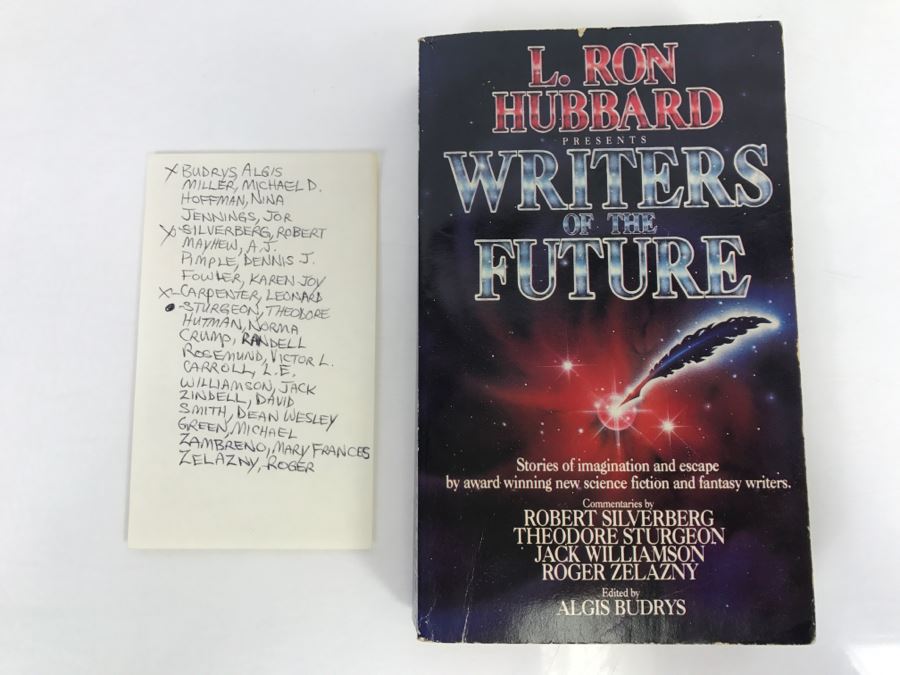 X BUDRYS, ALGIS
MILLER, MICHAEL D.
HOFFMAN, NINA
JENNINGS, JOR
X -SILVERBERG, ROBERT
MAYHEW, A.J.
PIMPLE, DENNIS J.
FOWLER, KAREN JOY
X-CARPENTER, LEONARD
-STURGEON, THEODORE
HUTMAN, NORMA
CRUMP, RANDELL
ROSEMUND, VICTOR L.
CARROLL, L.E.
WILLIAMSON, JACK
ZINDELL, DAVID
SMITH, DEAN WESLEY
GREEN, MICHAEL
ZAMBRENO, MARY FRANCES
ZELAZNY, ROGER
L. RON
HUBBARD
PRESENTS
WRITERS
OF THE
FUTURE
Stories of imagination and escape
by award winning new science fiction and fantasy writers.
Commentaries by
ROBERT SILVERBERG
THEODORE STURGEON
JACK WILLIAMSON
ROGER ZELAZNY
Edited by
ALGIS BUDRYS